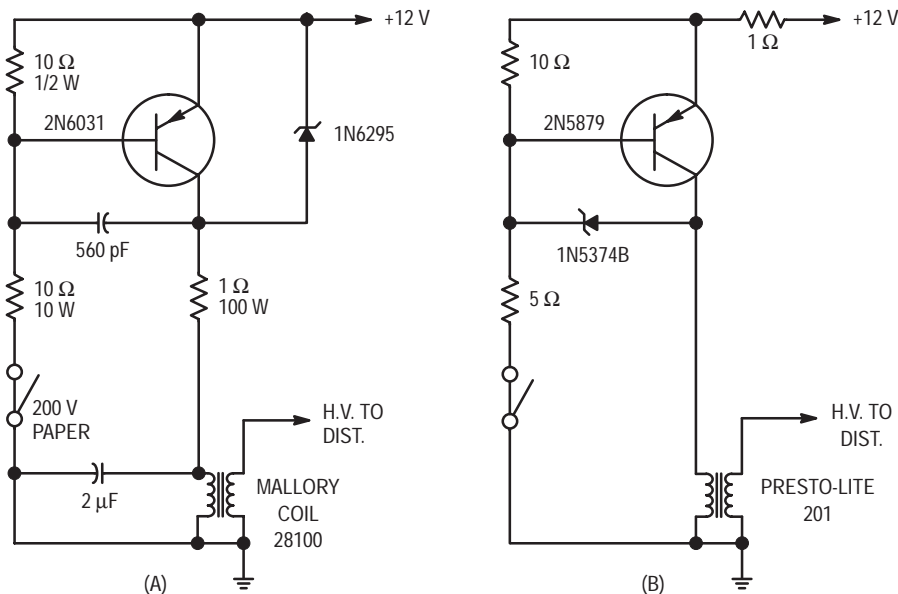 +12 V
10 Ω
1/2 W
2N6031
1N6295
560 pF
10 Ω
10 W
1 Ω
100 W
200 V
PAPER
H.V. TO
DIST.
2 μF
MALLORY
COIL
28100
(A)
+12 V
1 Ω
10 Ω
2N5879
1N5374B
5 Ω
H.V. TO
DIST.
PRESTO-LITE
201
(B)